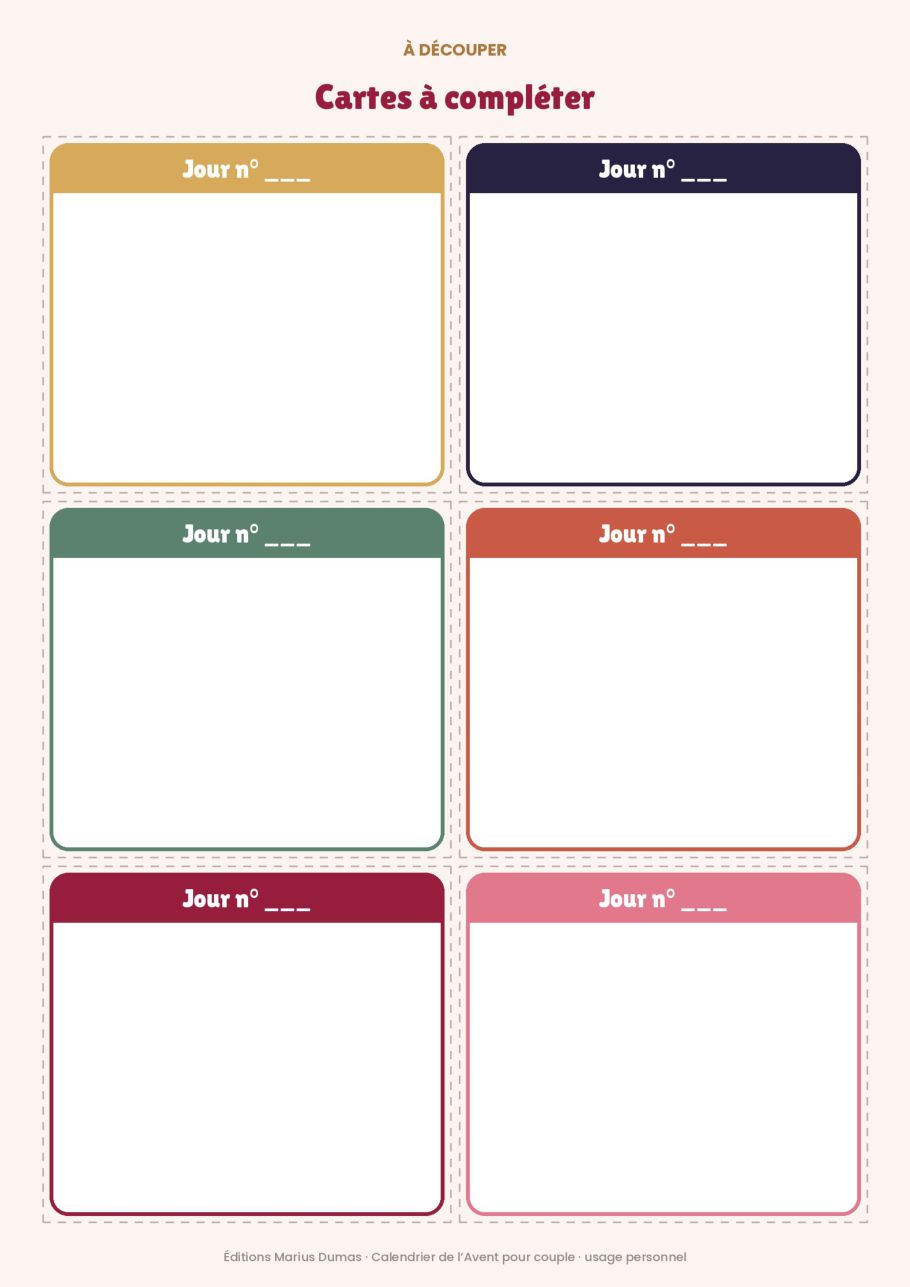 À DÉCOUPER
Cartes à compléter
Jour n° ___
Jour n° ___
Jour n° ___
Jour n° ___
Jour n° ___
Jour n° ___
Éditions Marius Dumas · Calendrier de l’Avent pour couple · usage personnel